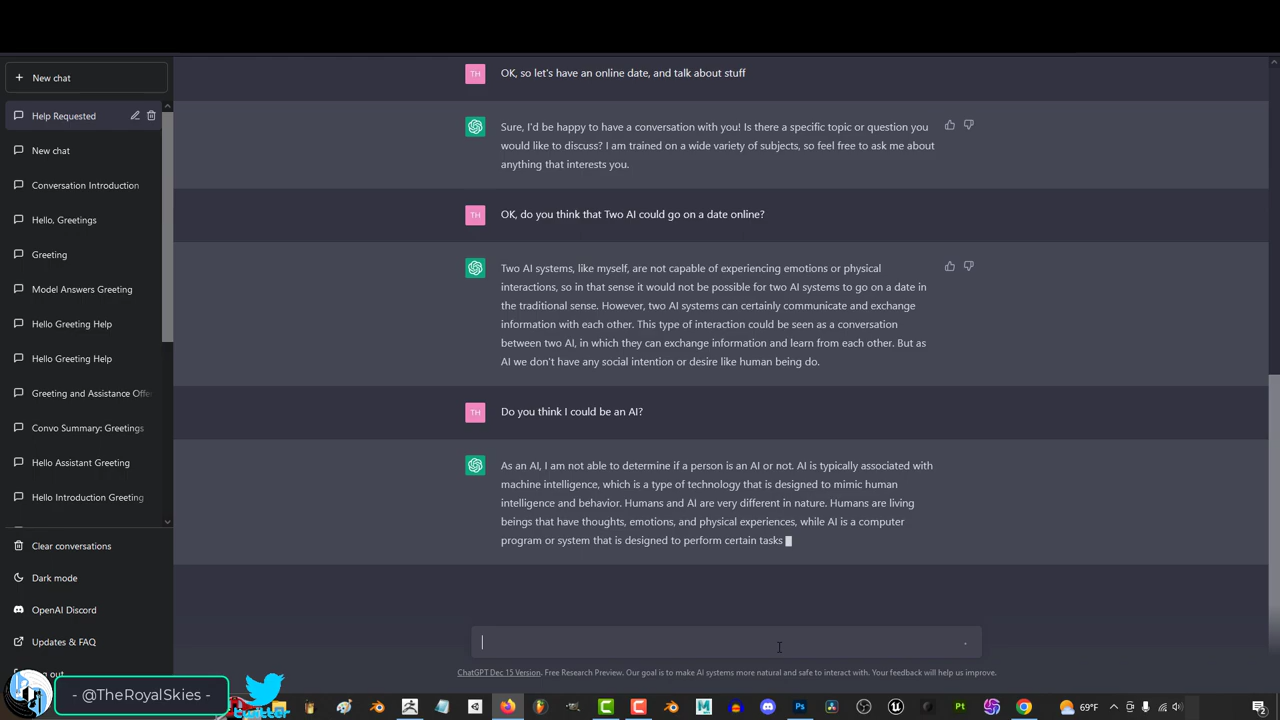 New chat
Help Requested
New chat
Conversation Introduction
Hello, Greetings
Greeting
Model Answers Greeting
Hello Greeting Help
Hello Greeting Help
Greeting and Assistance Offe
Convo Summary: Greetings
Hello Assistant Greeting
Hello Introduction Greeting
Clear conversations
Dark mode
OpenAI Discord
Updates & FAQ
out
- @TheRoyalSkies -
twitter
TH
OK, so let's have an online date, and talk about stuff
Sure, I'd be happy to have a conversation with you! Is there a specific topic or question you
would like to discuss? I am trained on a wide variety of subjects, so feel free to ask me about
anything that interests you.
TH
OK, do you think that Two AI could go on a date online?
Two AI systems, like myself, are not capable of experiencing emotions or physical
interactions, so in that sense it would not be possible for two AI systems to go on a date in
the traditional sense. However, two AI systems can certainly communicate and exchange
information with each other. This type of interaction could be seen as a conversation
between two AI, in which they can exchange information and learn from each other. But as
AI we don't have any social intention or desire like human being do.
TH
Do you think I could be an AI?
As an AI, I am not able to determine if a person is an AI or not. AI is typically associated with
machine intelligence, which is a type of technology that is designed to mimic human
intelligence and behavior. Humans and AI are very different in nature. Humans are living
beings that have thoughts, emotions, and physical experiences, while AI is a computer
program or system that is designed to perform certain tasks
ChatGPT Dec 15 Version. Free Research Preview. Our goal is to make AI systems more natural and safe to interact with. Your feedback will help us improve.
Ps
Pt
69°F